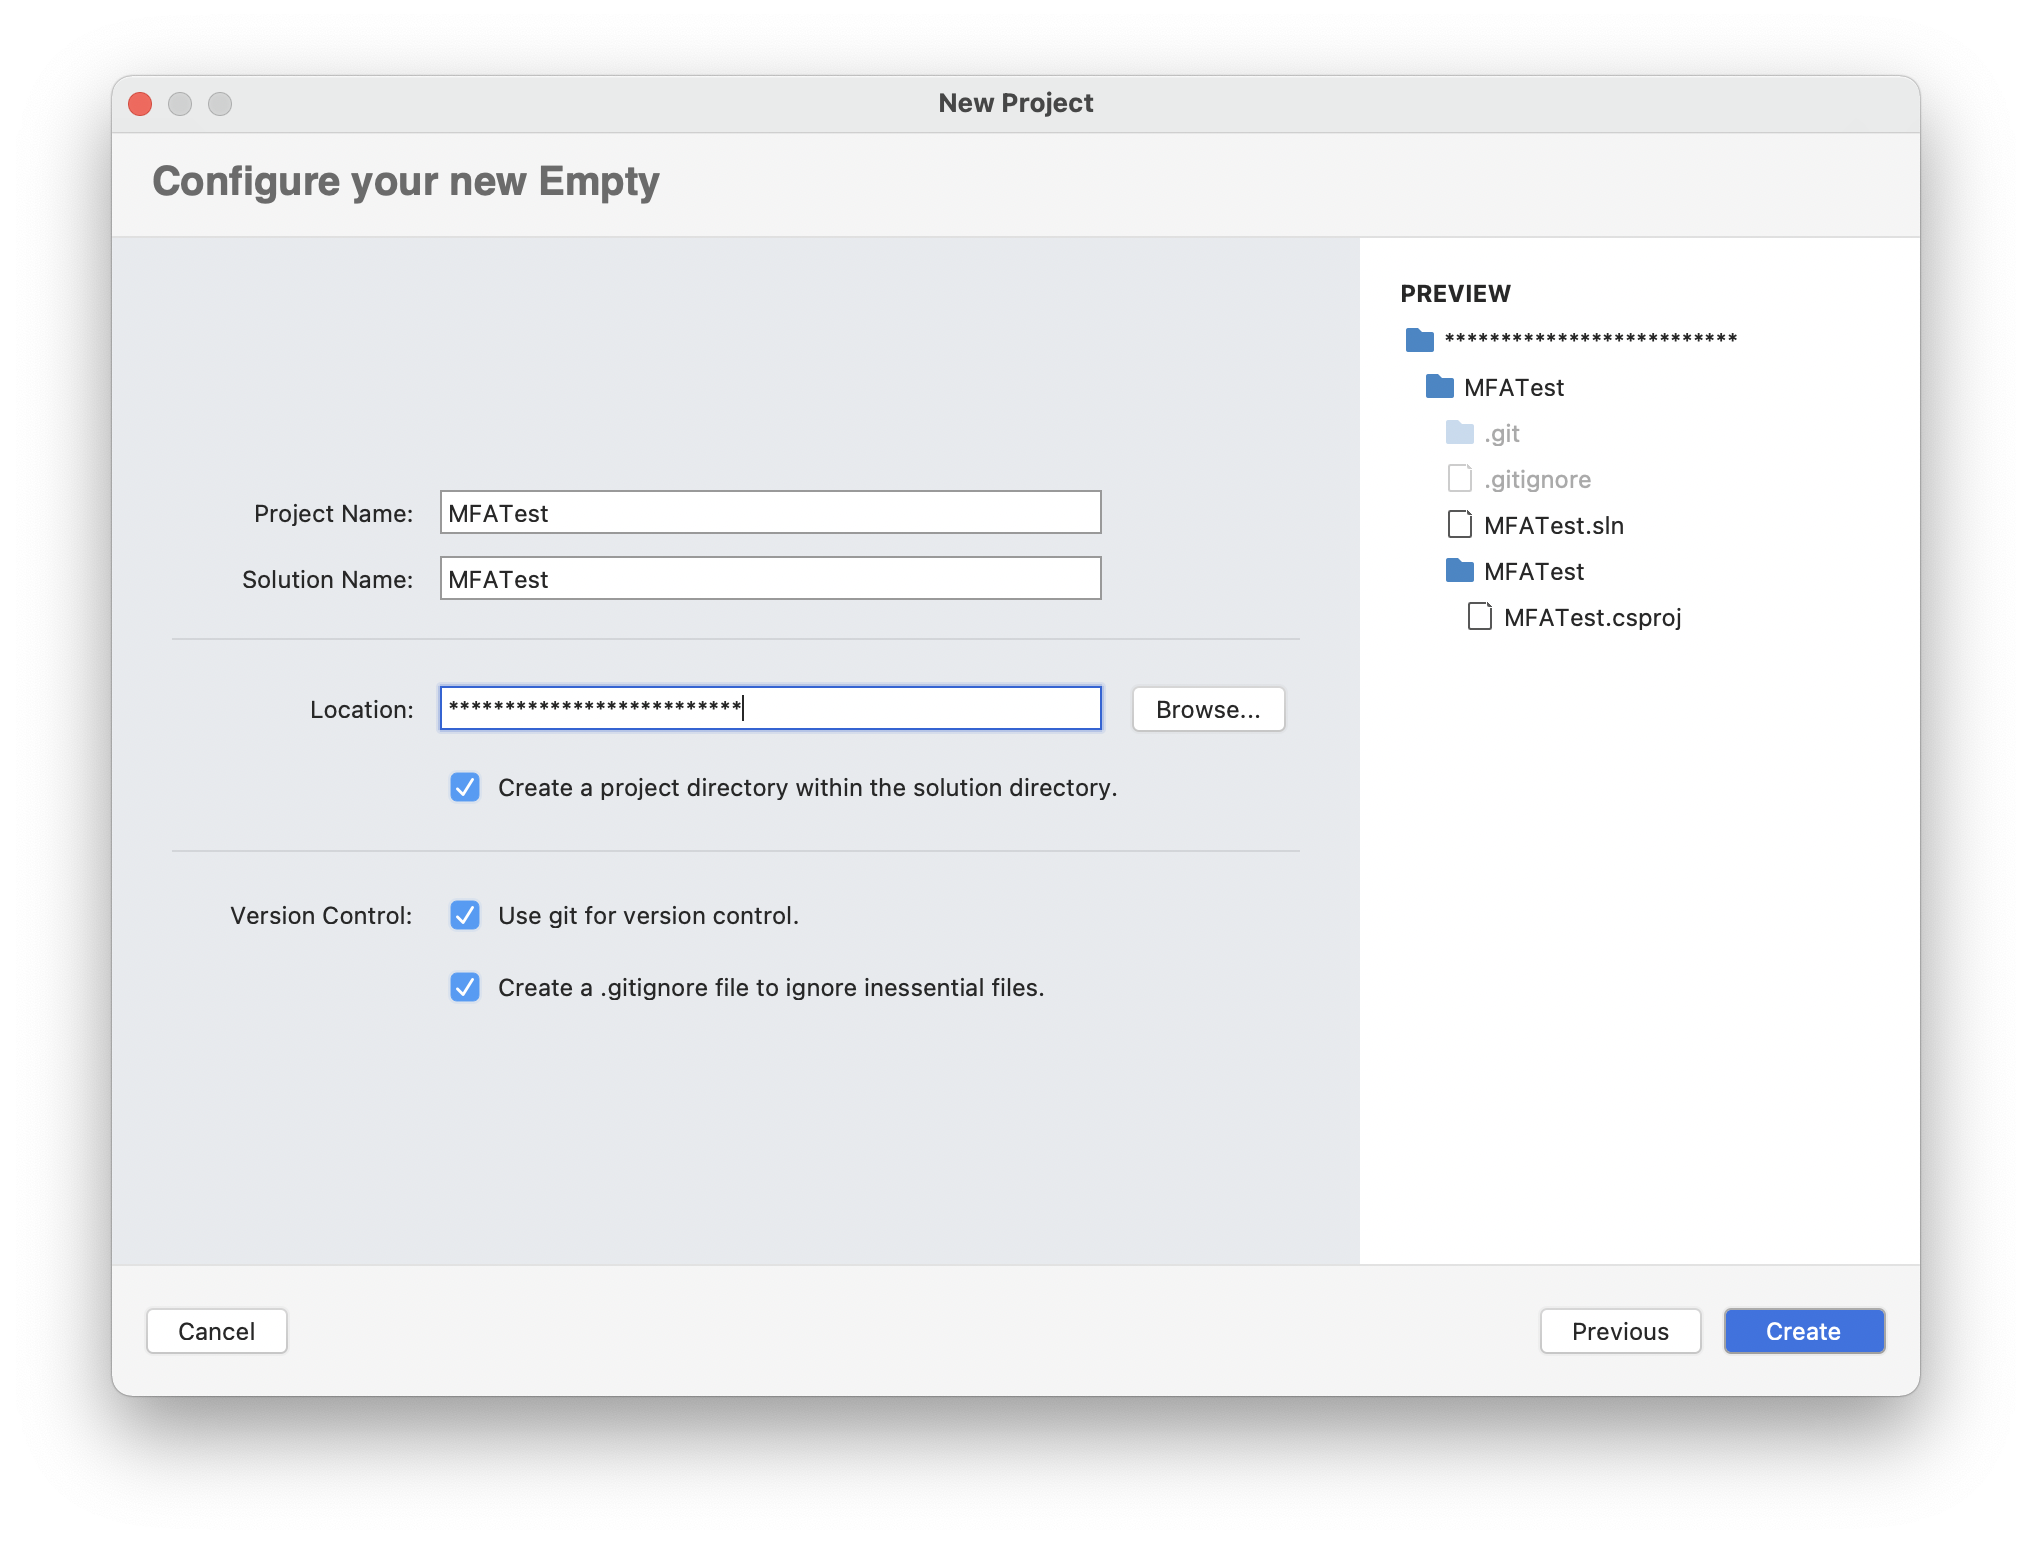 New Project
Configure your new Empty
Project Name: MFATest
Solution Name: MFATest
Location: **************************
Browse...
Create a project directory within the solution directory.
Version Control: Use git for version control.
Create a .gitignore file to ignore inessential files.
PREVIEW
**************************
MFATest
.git
.gitignore
MFATest.sln
MFATest
MFATest.csproj
Cancel
Previous
Create